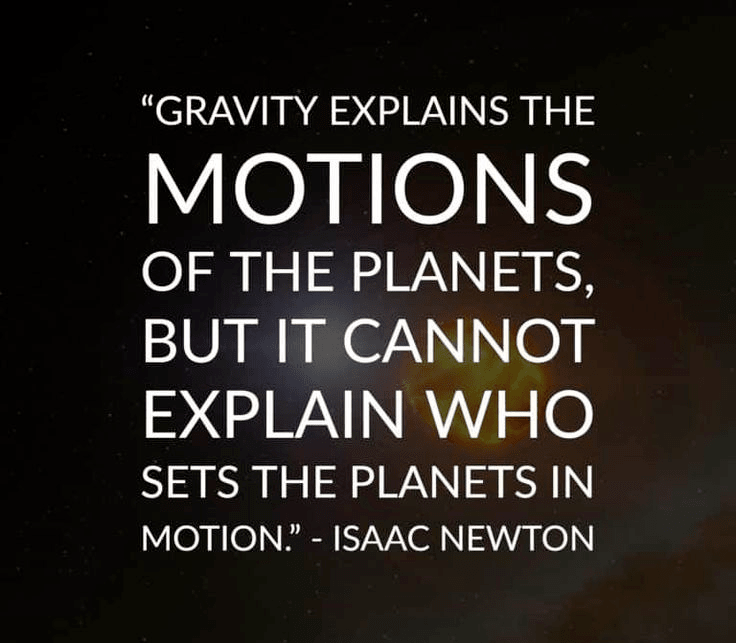 “GRAVITY EXPLAINS THE
MOTIONS
OF THE PLANETS,
BUT IT CANNOT
EXPLAIN WHO
SETS THE PLANETS IN
MOTION.” - ISAAC NEWTON